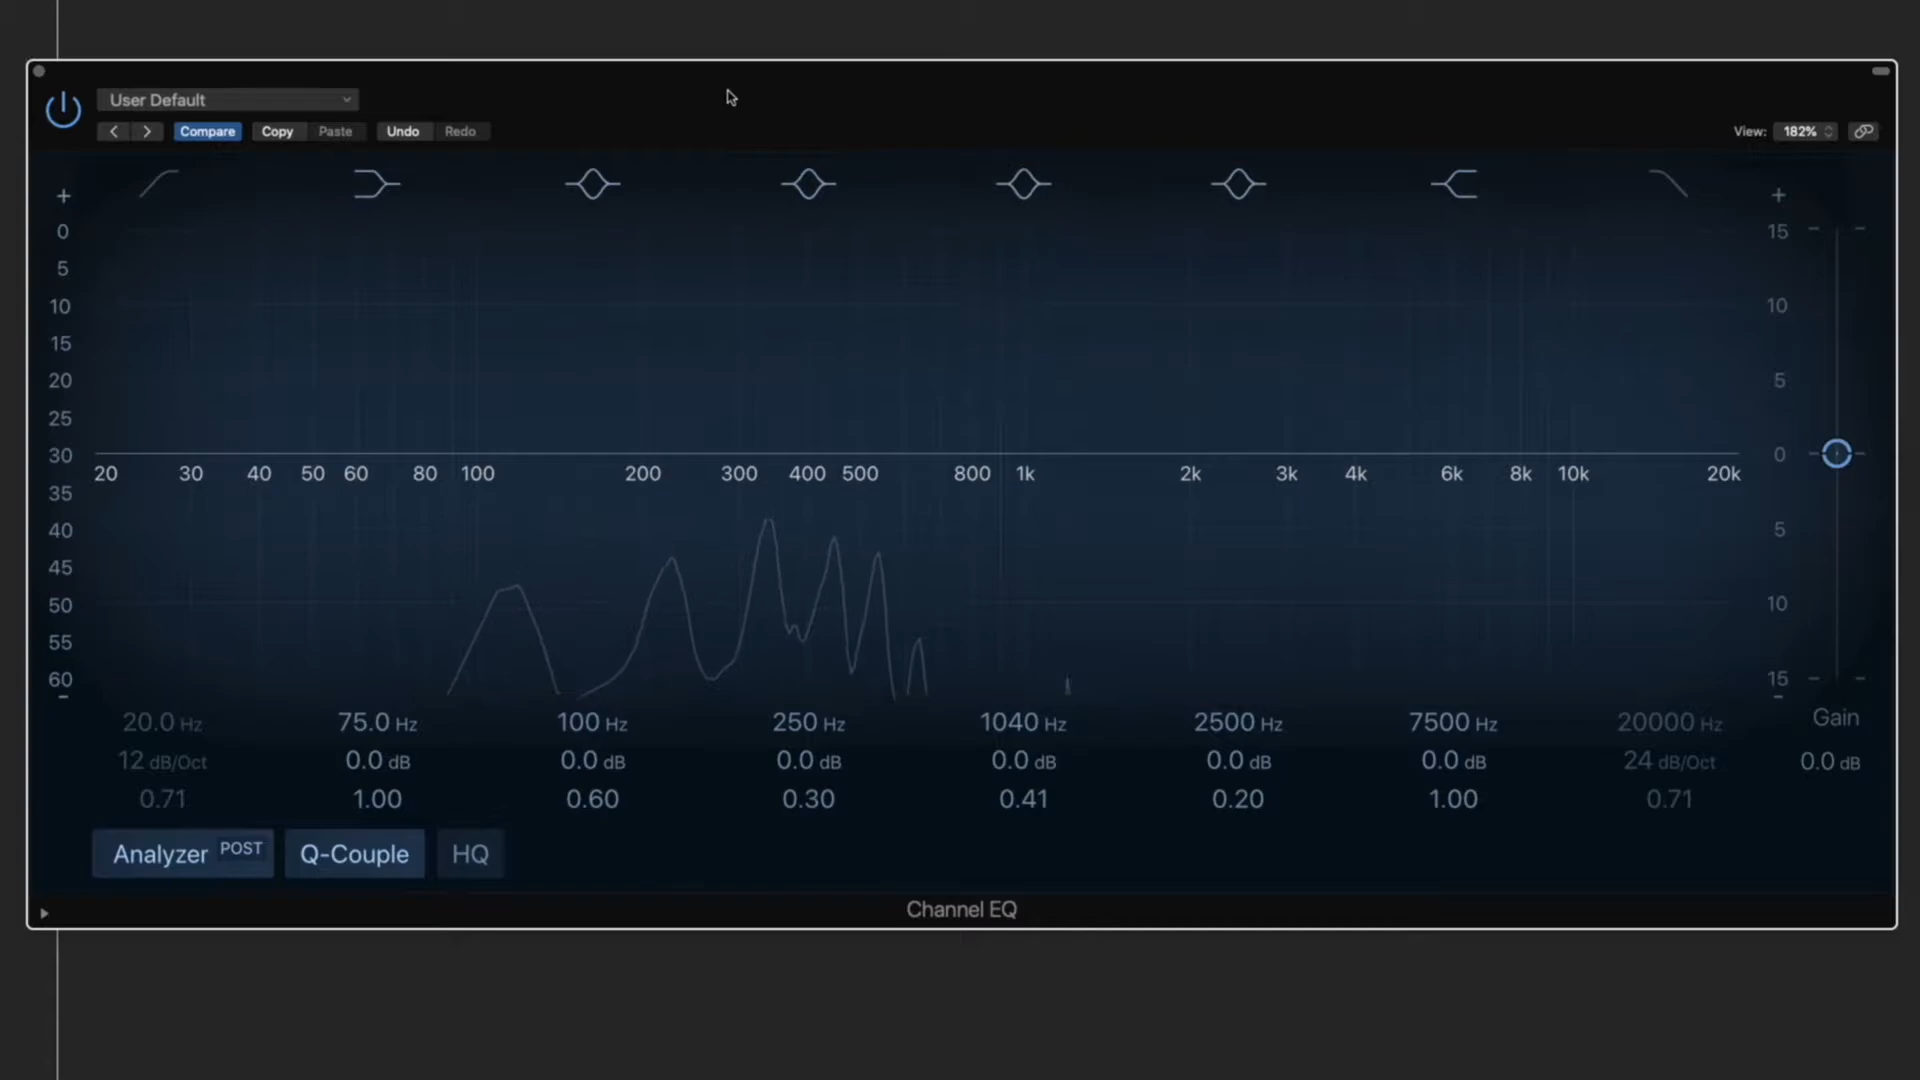 User Default
Compare Copy Paste Undo Redo View: 182%
+ +
0 15
5
10 10
15
20 5
25
30 0
20 30 40 50 60 80 100 200 300 400 500 800 1k 2k 3k 4k 6k 8k 10k 20k
35
40 5
45
50 10
55
60 15
- -
20.0 Hz 75.0 Hz 100 Hz 250 Hz 1040 Hz 2500 Hz 7500 Hz 20000 Hz Gain
12 dB/Oct 0.0 dB 0.0 dB 0.0 dB 0.0 dB 0.0 dB 0.0 dB 24 dB/Oct 0.0 dB
0.71 1.00 0.60 0.30 0.41 0.20 1.00 0.71
Analyzer POST Q-Couple HQ
Channel EQ